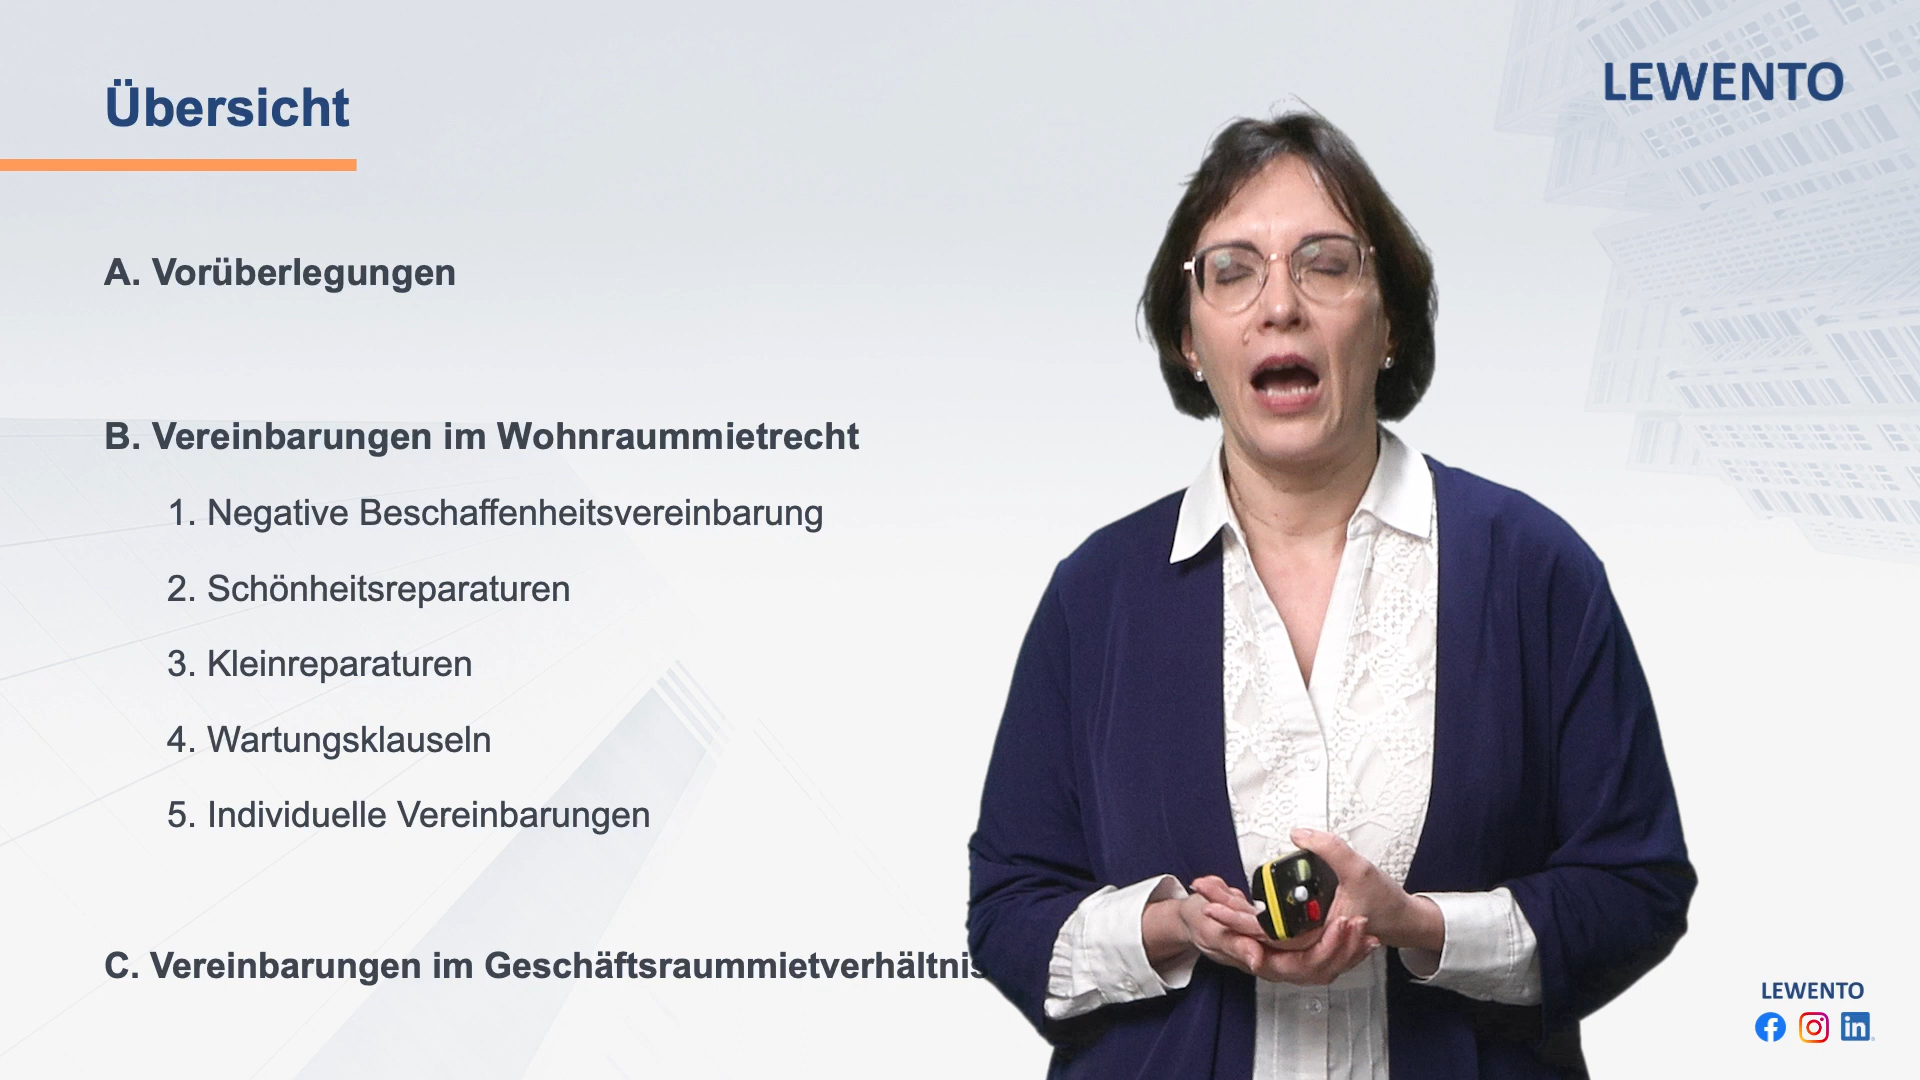 Übersicht
LEWENTO
A. Vorüberlegungen
B. Vereinbarungen im Wohnraummietrecht
1. Negative Beschaffenheitsvereinbarung
2. Schönheitsreparaturen
3. Kleinreparaturen
4. Wartungsklauseln
5. Individuelle Vereinbarungen
C. Vereinbarungen im Geschäftsraummietverhältnis
LEWENTO